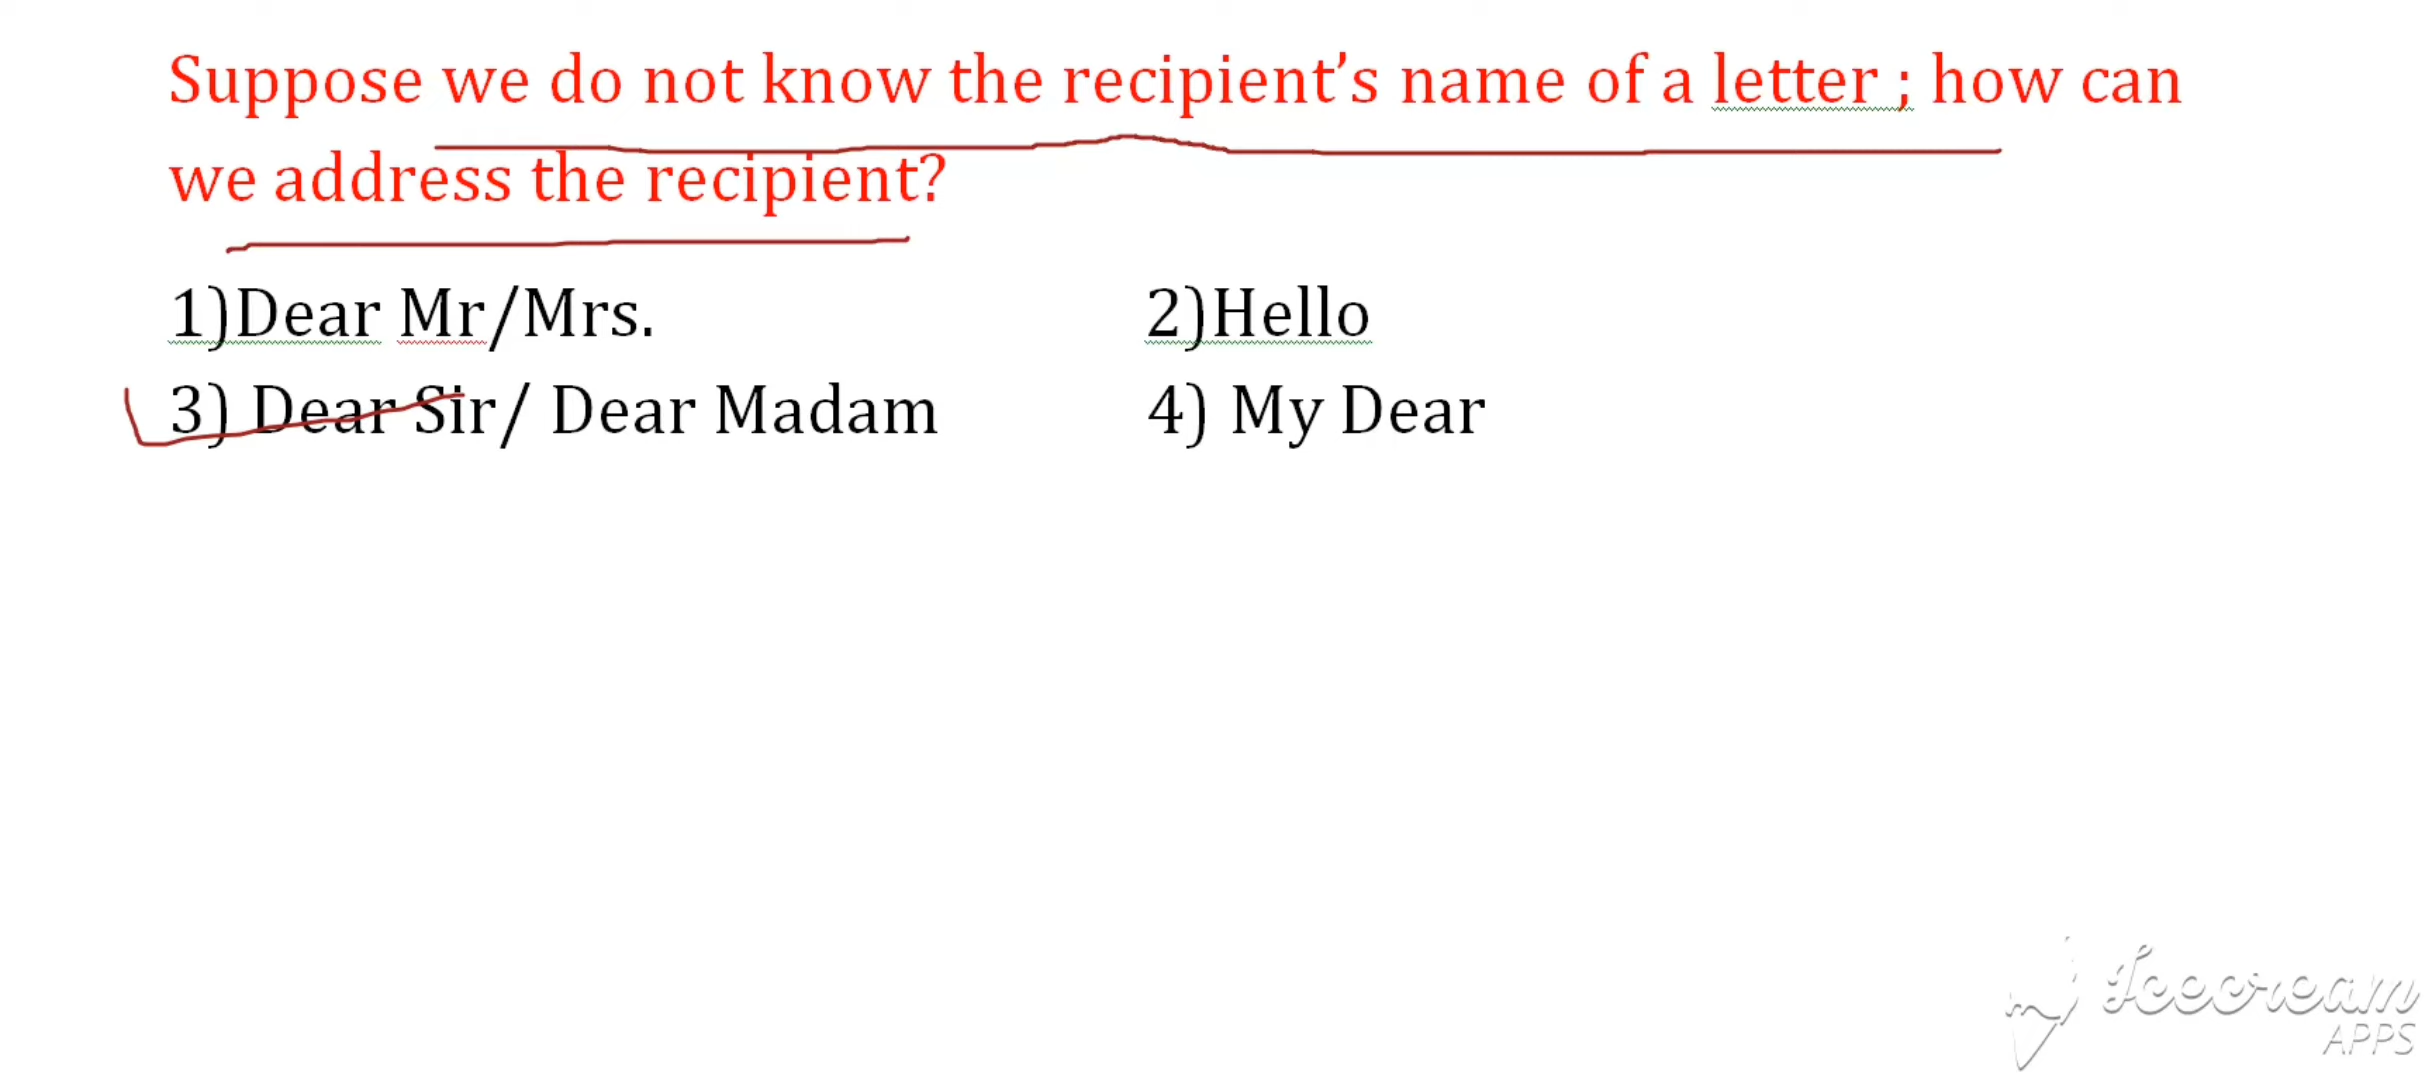 Suppose we do not know the recipient’s name of a letter ; how can
we address the recipient?
1)Dear Mr/Mrs. 2)Hello
3) Dear Sir/ Dear Madam 4) My Dear
Icecream
APPS